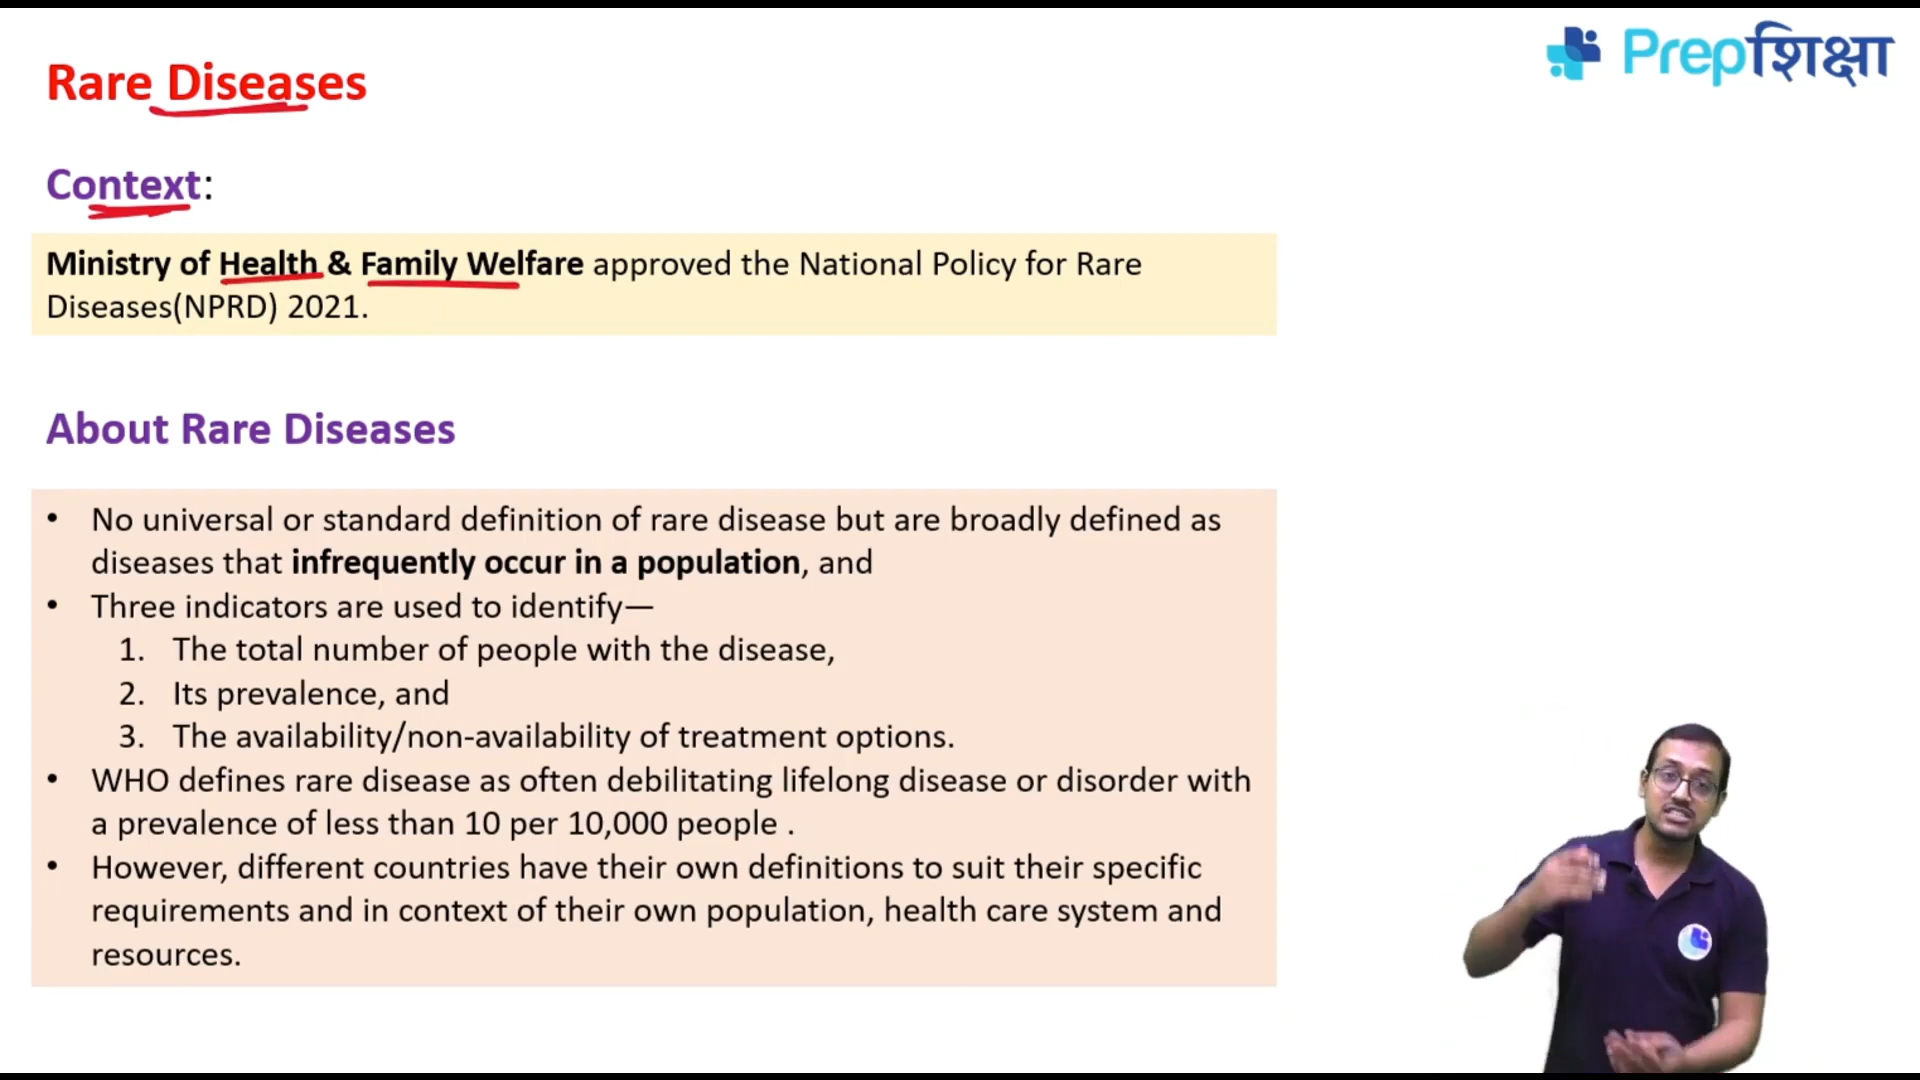 Prepशिक्षा
Rare Diseases
Context:
Ministry of Health & Family Welfare approved the National Policy for Rare
Diseases(NPRD) 2021.
About Rare Diseases
• No universal or standard definition of rare disease but are broadly defined as
diseases that infrequently occur in a population, and
• Three indicators are used to identify—
1. The total number of people with the disease,
2. Its prevalence, and
3. The availability/non-availability of treatment options.
• WHO defines rare disease as often debilitating lifelong disease or disorder with
a prevalence of less than 10 per 10,000 people .
• However, different countries have their own definitions to suit their specific
requirements and in context of their own population, health care system and
resources.